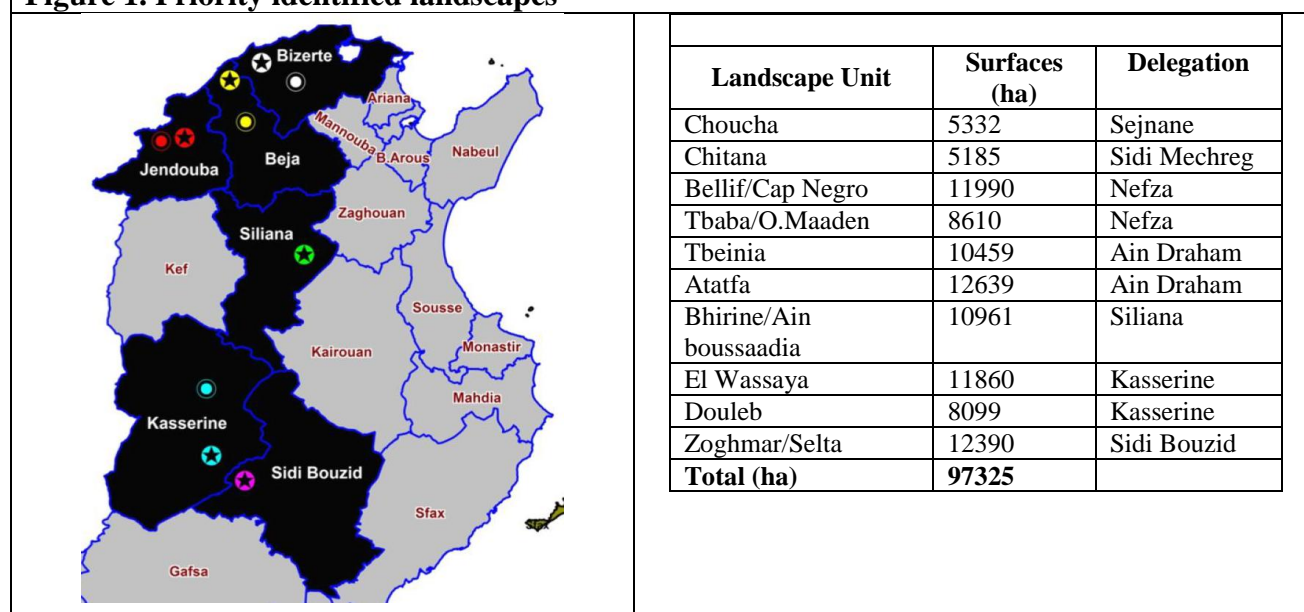 Figure 1. Priority identified landscapes
Bizerte
Ariana
Mannouba
B.Arous
Nabeul
Jendouba
Beja
Zaghouan
Siliana
Kef
Sousse
Kairouan
Monastir
Mahdia
Kasserine
Sidi Bouzid
Sfax
Gafsa
Landscape Unit Surfaces (ha) Delegation
Choucha 5332 Sejnane
Chitana 5185 Sidi Mechreg
Bellif/Cap Negro 11990 Nefza
Tbaba/O.Maaden 8610 Nefza
Tbeinia 10459 Ain Draham
Atatfa 12639 Ain Draham
Bhirine/Ain boussaadia 10961 Siliana
El Wassaya 11860 Kasserine
Douleb 8099 Kasserine
Zoghmar/Selta 12390 Sidi Bouzid
Total (ha) 97325